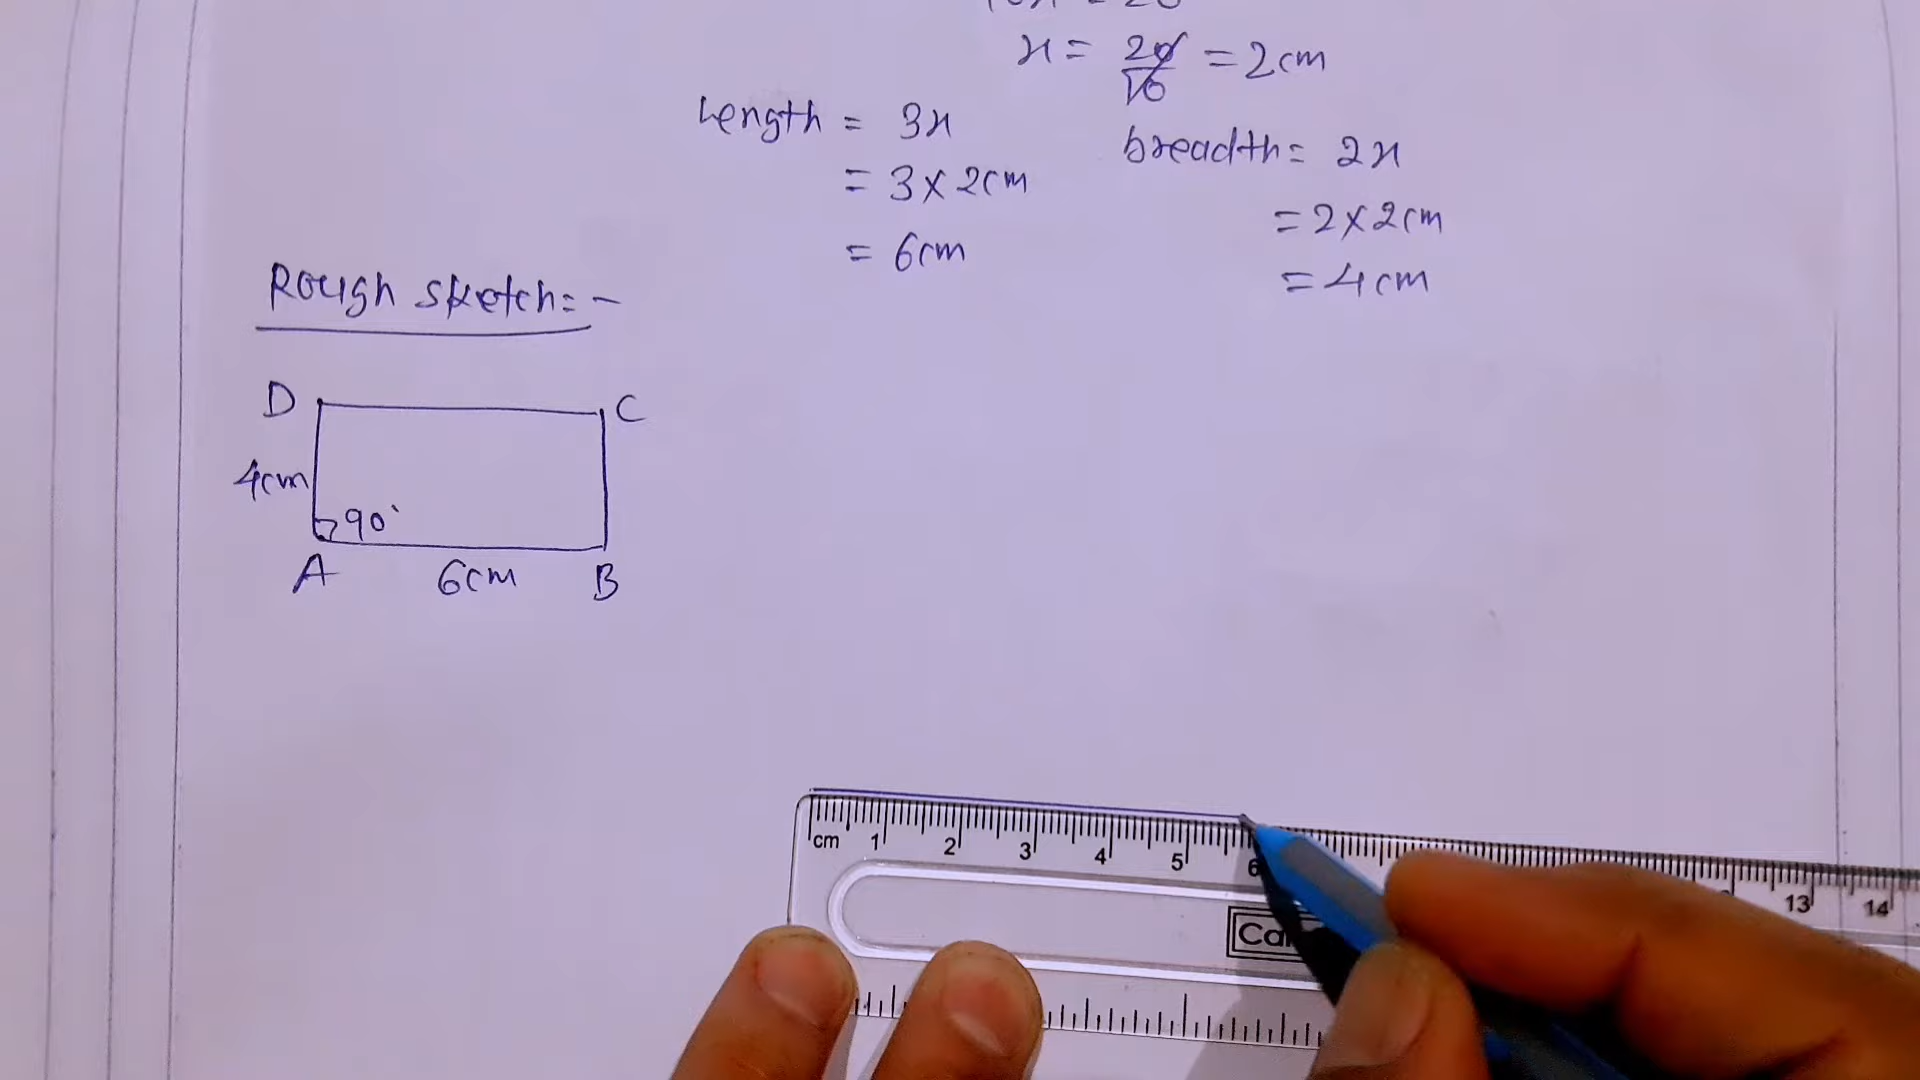 x = 20/10 = 2cm
Length = 3x
= 3 × 2cm
= 6cm
breadth = 2x
= 2 × 2cm
= 4cm
Rough sketch:-
D
C
4cm
90°
A
6cm
B
cm 1 2 3 4 5 6 13 14